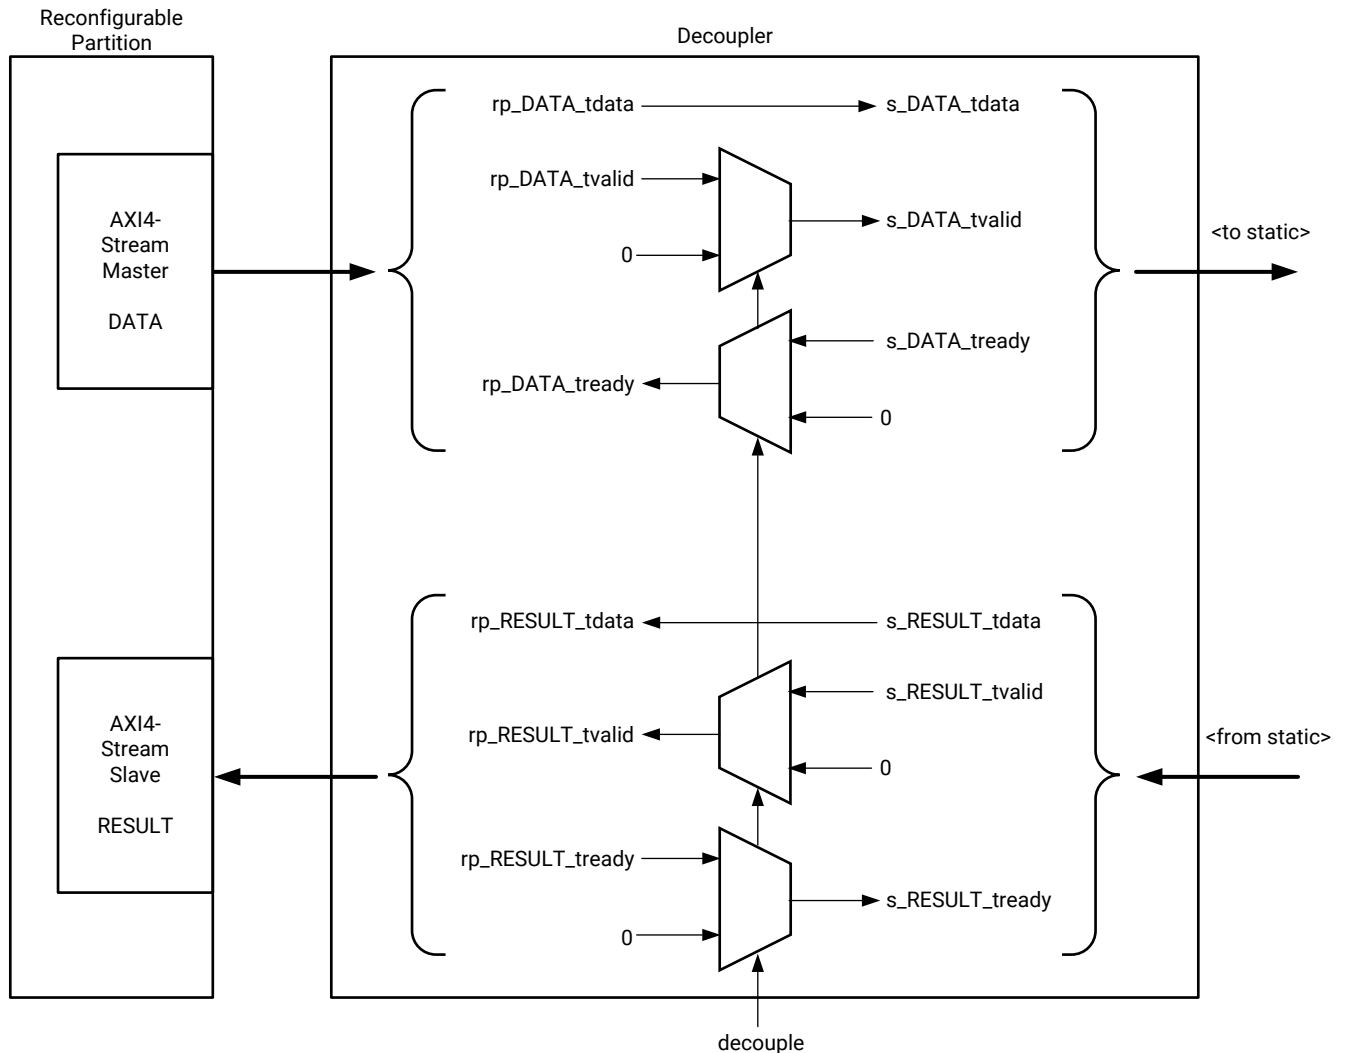 Reconfigurable
Partition
Decoupler
rp_DATA_tdata
s_DATA_tdata
rp_DATA_tvalid
0
s_DATA_tvalid
s_DATA_tready
rp_DATA_tready
0
AXI4-
Stream
Master
DATA
<to static>
rp_RESULT_tdata
s_RESULT_tdata
s_RESULT_tvalid
rp_RESULT_tvalid
0
rp_RESULT_tready
0
s_RESULT_tready
AXI4-
Stream
Slave
RESULT
<from static>
decouple